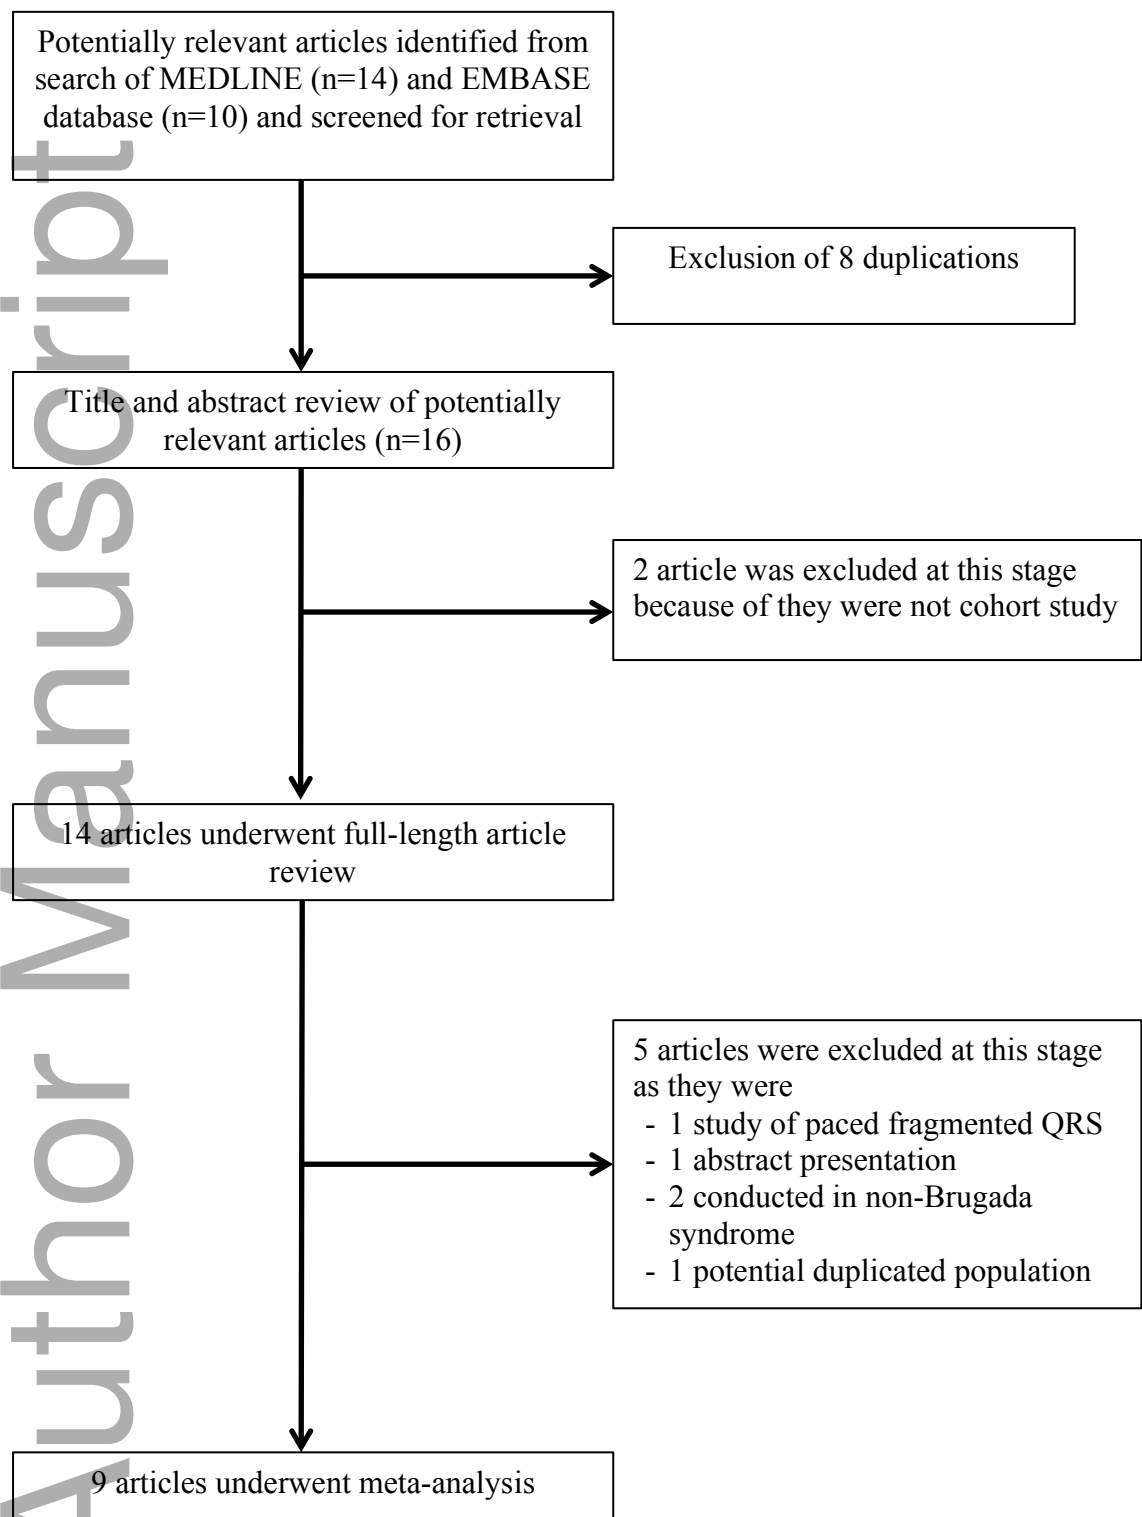 Potentially relevant articles identified from
search of MEDLINE (n=14) and EMBASE
database (n=10) and screened for retrieval
Exclusion of 8 duplications
Title and abstract review of potentially
relevant articles (n=16)
2 article was excluded at this stage
because of they were not cohort study
14 articles underwent full-length article
review
5 articles were excluded at this stage
as they were
- 1 study of paced fragmented QRS
- 1 abstract presentation
- 2 conducted in non-Brugada
syndrome
- 1 potential duplicated population
9 articles underwent meta-analysis
Author Manuscript